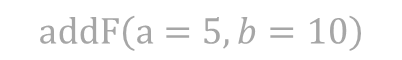 addF(a = 5, b = 10)